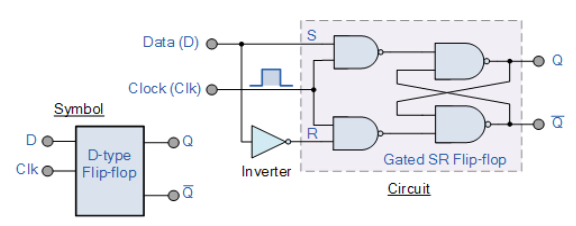 Data (D)
S
Q
Clock (Clk)
Symbol
D
Q
D-type
Flip-flop
Clk
Q
Inverter
R
Q
Gated SR Flip-flop
Circuit